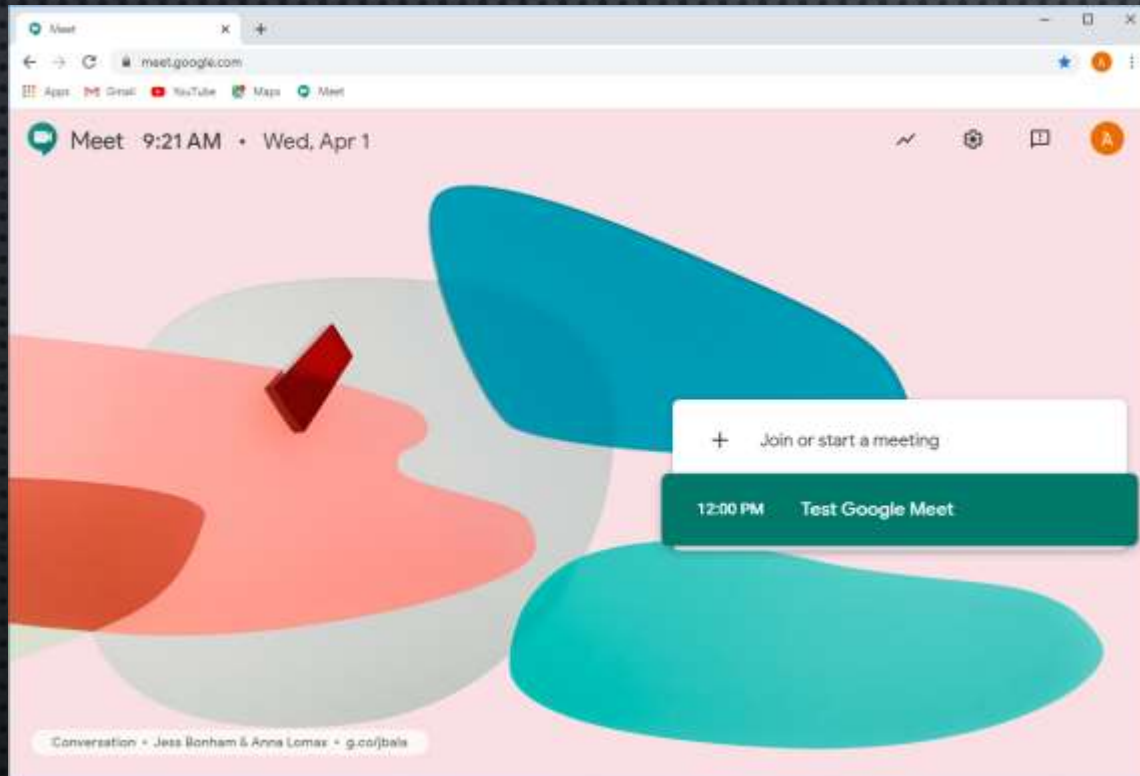 Meet
meet.google.com
A
Apps Gmail YouTube Maps Meet
Meet 9:21 AM • Wed, Apr 1
A
+ Join or start a meeting
12:00 PM Test Google Meet
Conversation • Jess Bonham & Anna Lomax • g.co/jbala